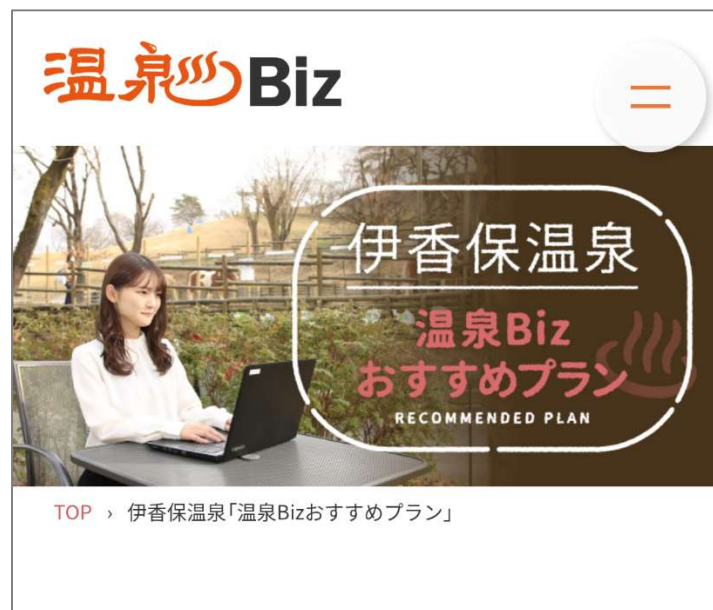 温泉Biz
伊香保温泉
温泉Biz
おすすめプラン
RECOMMENDED PLAN
TOP › 伊香保温泉「温泉Bizおすすめプラン」